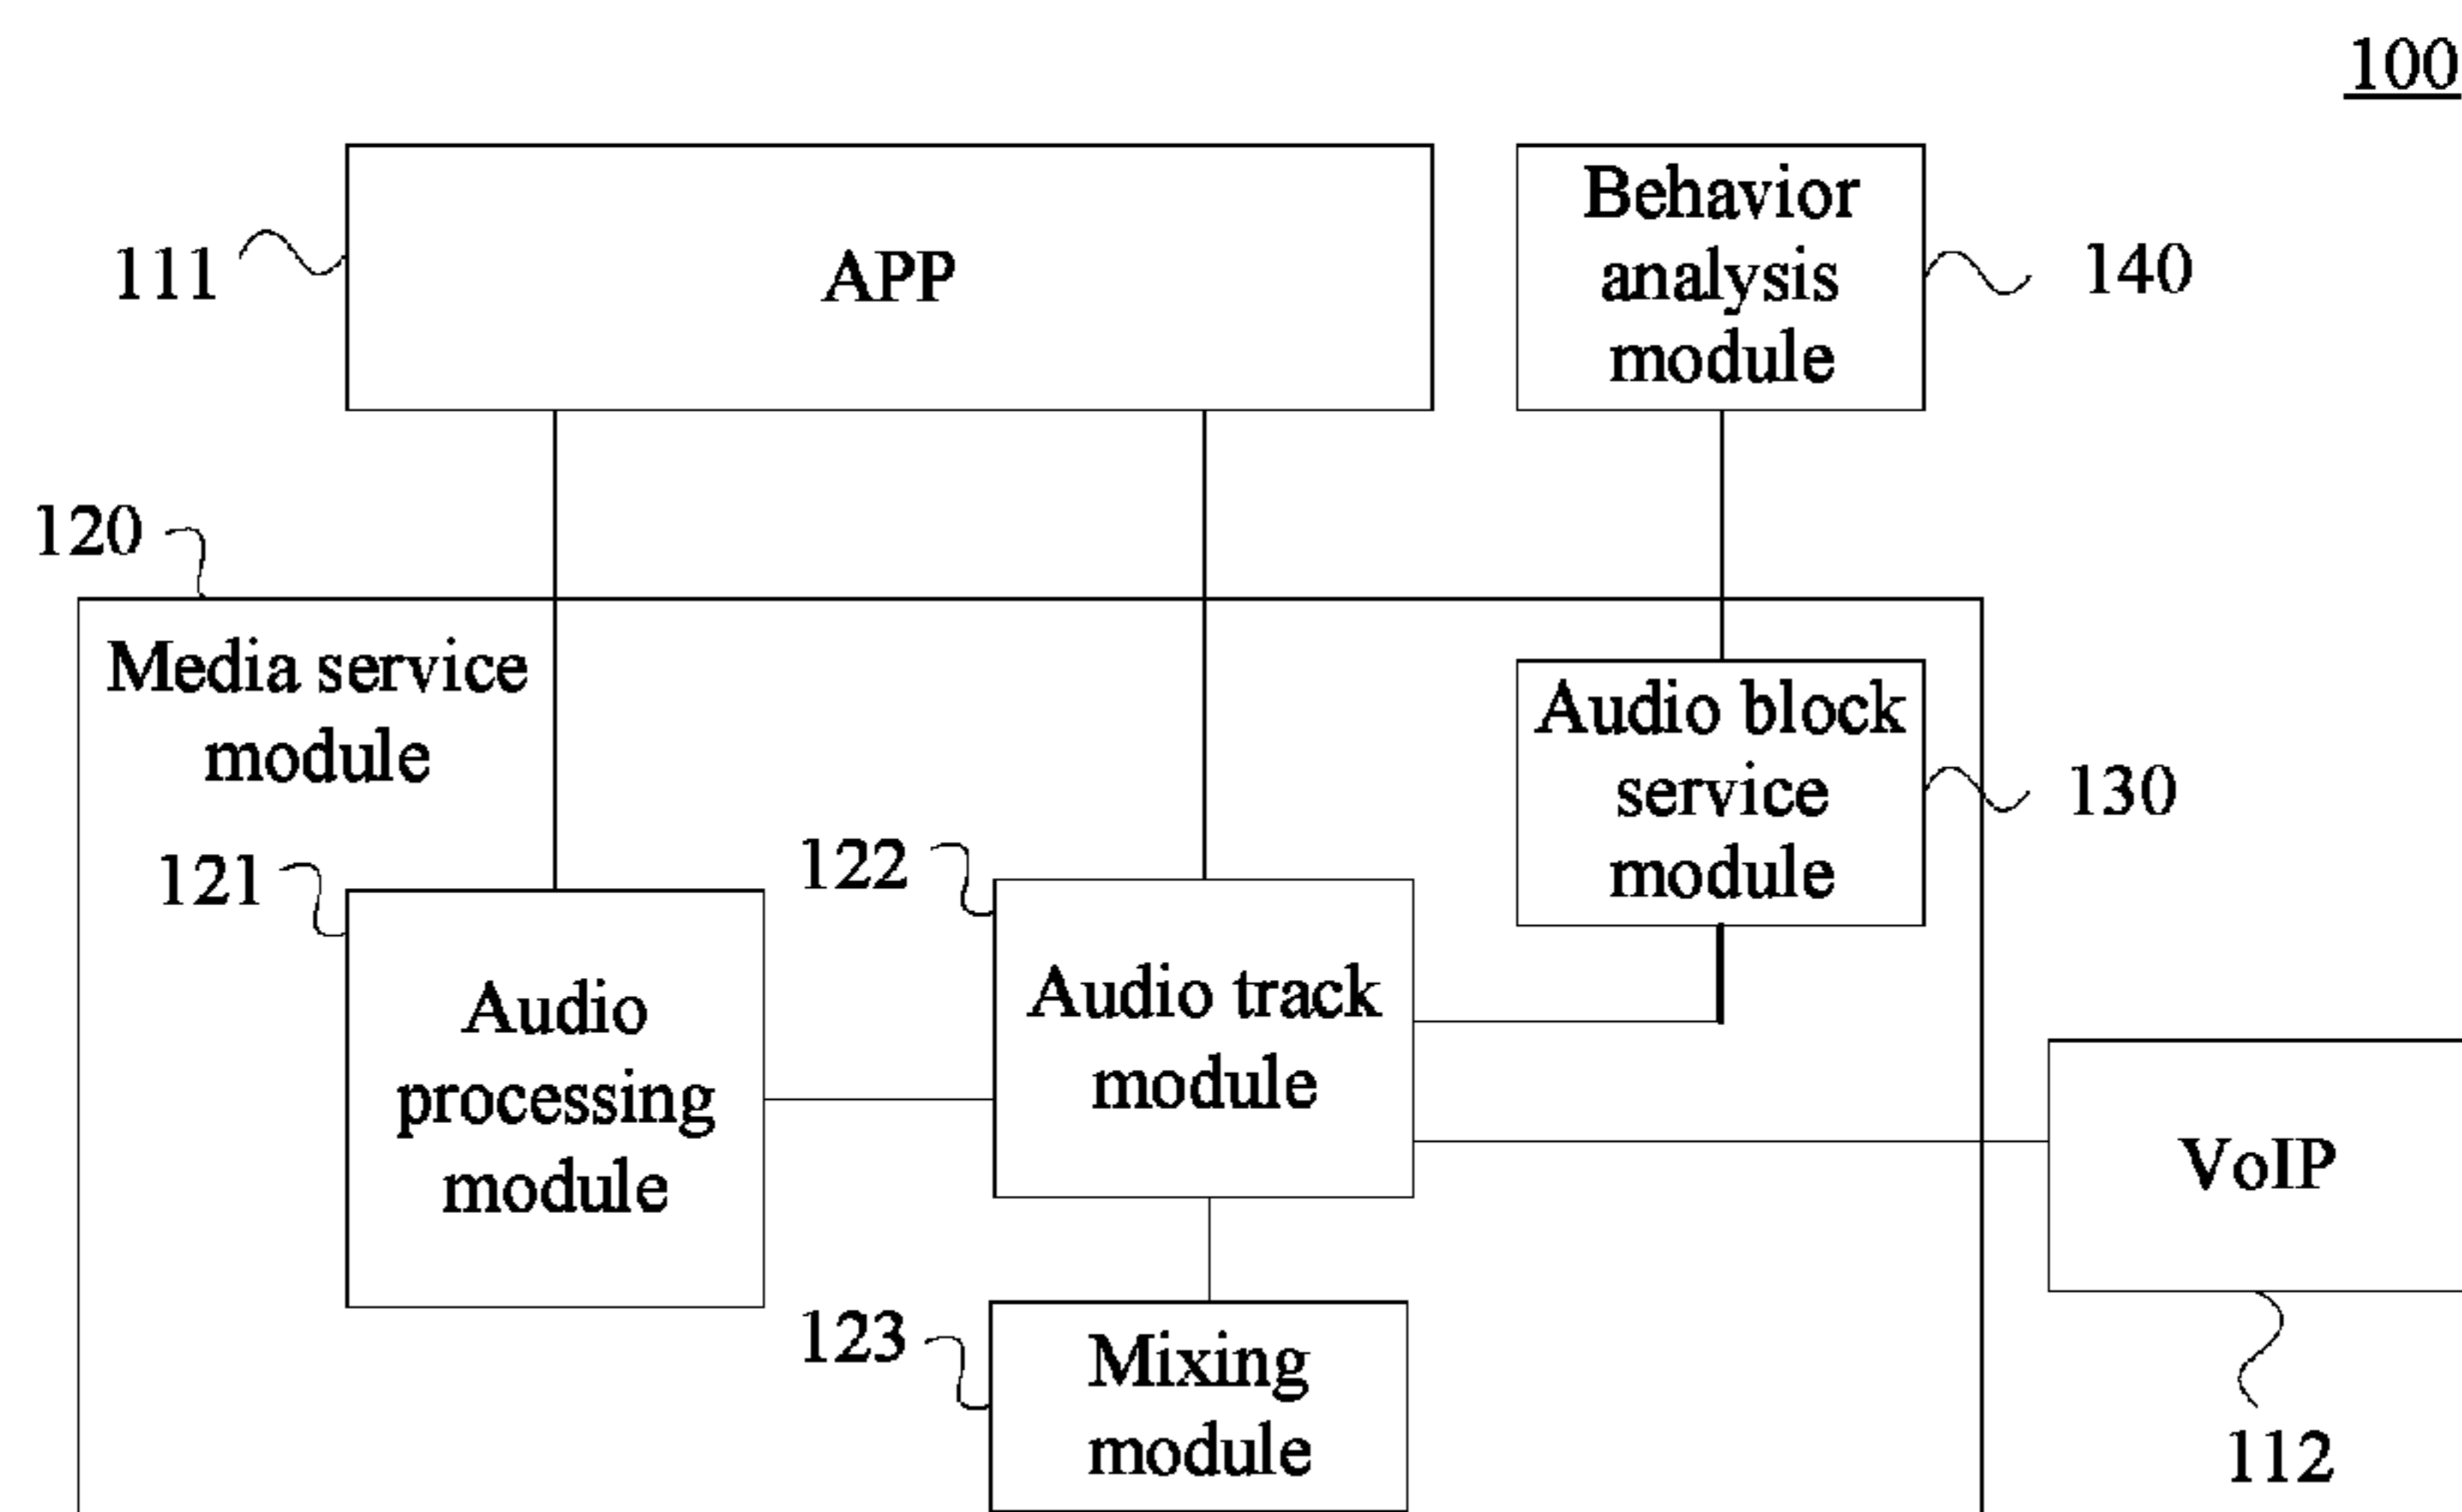 100
111
APP
Behavior
analysis
module
140
120
Media service
module
Audio block
service
module
130
121
Audio
processing
module
122
Audio track
module
VoIP
112
123
Mixing
module